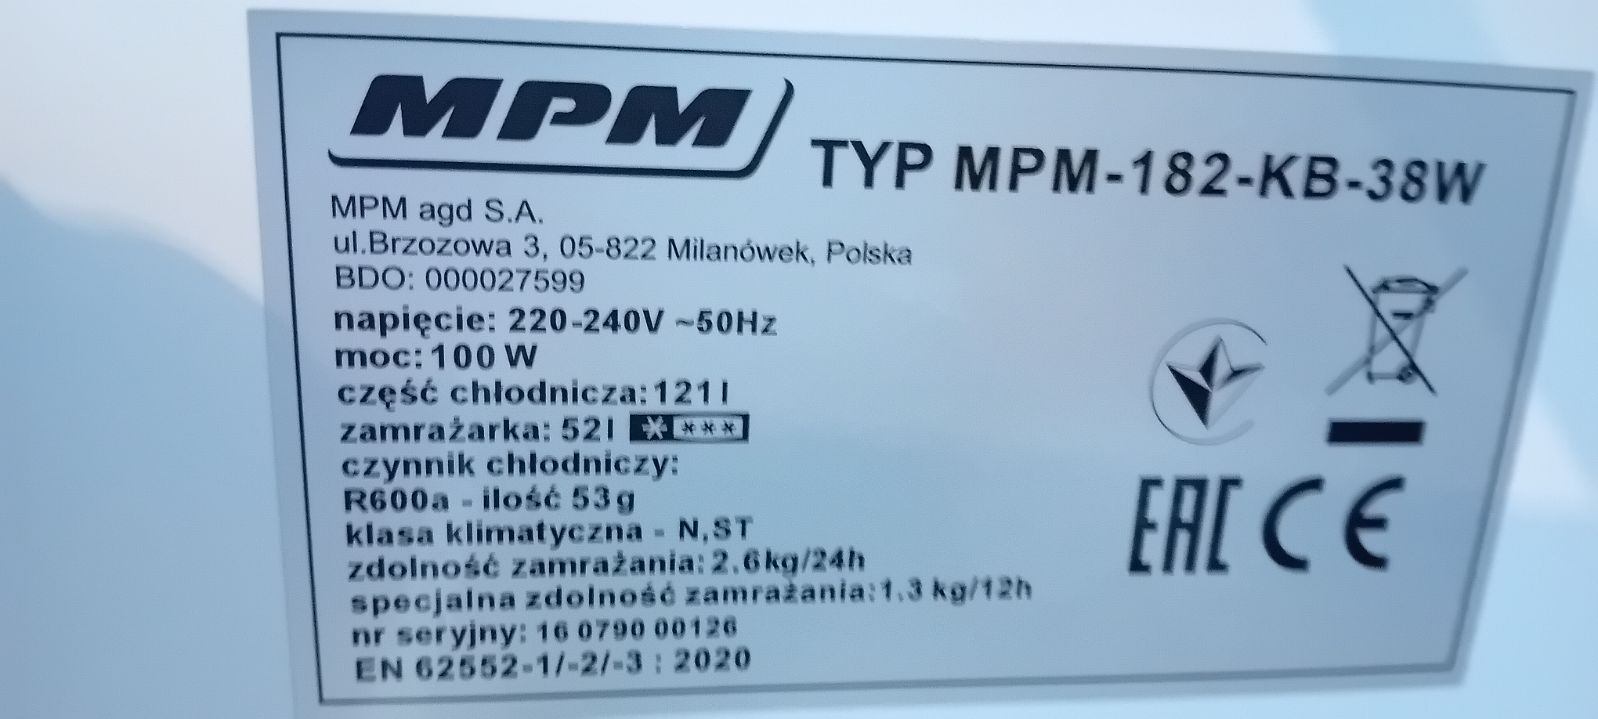 MPM
TYP MPM-182-KB-38W
MPM agd S.A.
ul.Brzozowa 3, 05-822 Milanówek, Polska
BDO: 000027599
napięcie: 220-240V ~50Hz
moc: 100 W
część chłodnicza: 121 l
zamrażarka: 52 l * ***
czynnik chłodniczy:
R600a - ilość 53 g
klasa klimatyczna - N,ST
zdolność zamrażania: 2.6kg/24h
specjalna zdolność zamrażania:1.3 kg/12h
nr seryjny: 16 0790 00126
EN 62552-1/-2/-3 : 2020
EAC CE